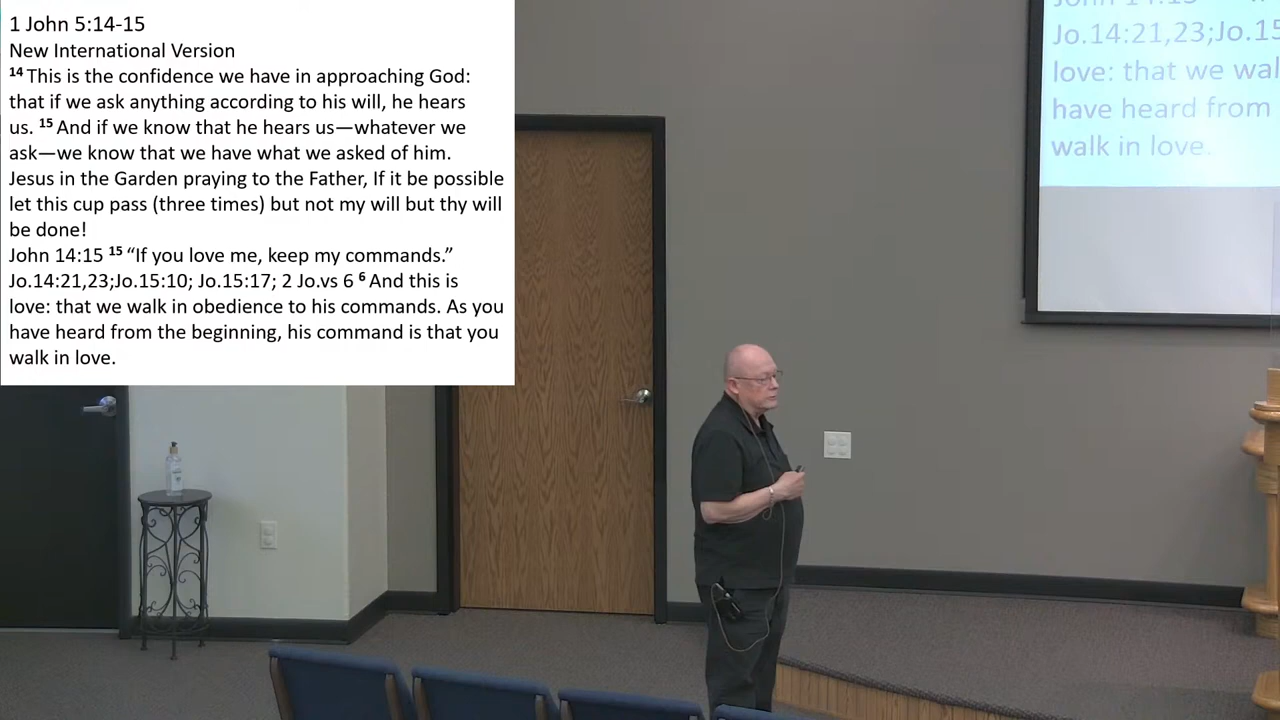 1 John 5:14-15
New International Version
14 This is the confidence we have in approaching God:
that if we ask anything according to his will, he hears
us. 15 And if we know that he hears us—whatever we
ask—we know that we have what we asked of him.
Jesus in the Garden praying to the Father, If it be possible
let this cup pass (three times) but not my will but thy will
be done!
John 14:15 15 “If you love me, keep my commands.”
Jo.14:21,23;Jo.15:10; Jo.15:17; 2 Jo.vs 6 6 And this is
love: that we walk in obedience to his commands. As you
have heard from the beginning, his command is that you
walk in love.
John 14:15
Jo.14:21,23;Jo.15
love: that we wal
have heard from
walk in love.